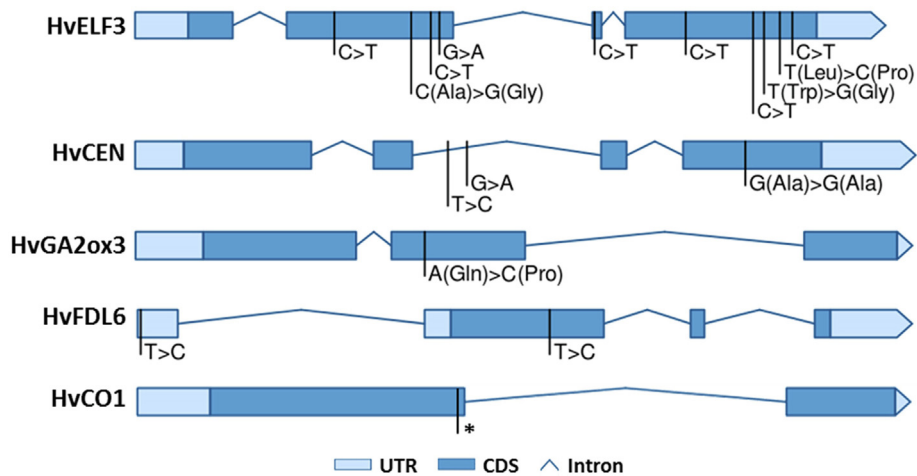 HvELF3
C>T
G>A
C>T
C(Ala)>G(Gly)
C>T
C>T
C>T
T(Leu)>C(Pro)
T(Trp)>G(Gly)
C>T
HvCEN
G>A
T>C
G(Ala)>G(Ala)
HvGA2ox3
A(Gln)>C(Pro)
HvFDL6
T>C
T>C
HvCO1
*
UTR CDS Intron